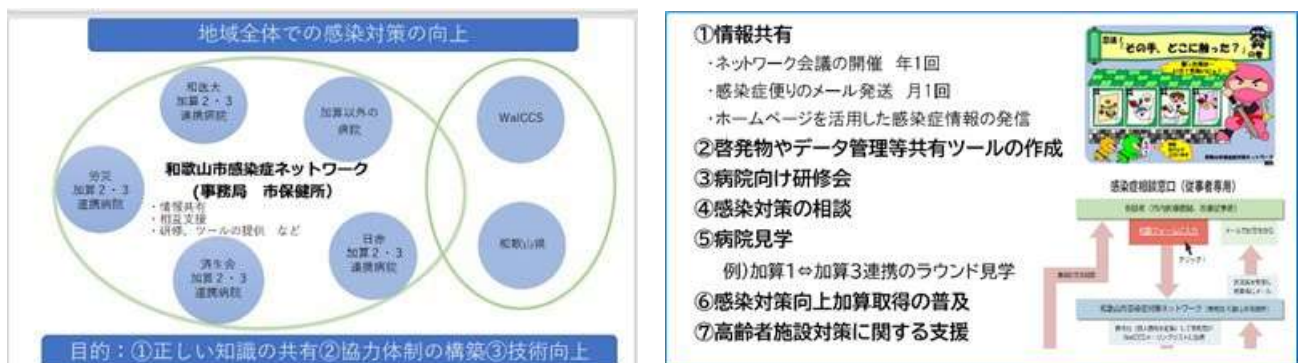 地域全体での感染対策の向上
和医大
加算2・3
連携病院
加算以外の
病院
労災
加算2・3
連携病院
和歌山市感染症ネットワーク
(事務局 市保健所)
・情報共有
・相互支援
・研修、ツールの提供 など
済生会
加算2・3
連携病院
日赤
加算2・3
連携病院
WaICCS
和歌山県
目的：①正しい知識の共有②協力体制の構築③技術向上
①情報共有
・ネットワーク会議の開催 年1回
・感染症便りのメール発送 月1回
・ホームページを活用した感染症情報の発信
②啓発物やデータ管理等共有ツールの作成
③病院向け研修会
④感染対策の相談
⑤病院見学
例)加算1⇔加算3連携のラウンド見学
⑥感染対策向上加算取得の普及
⑦高齢者施設対策に関する支援
「その手、どこに触った？」
感染症相談窓口（従事者専用）
相談フォームに入力
クリック！
和歌山市感染症対策ネットワーク